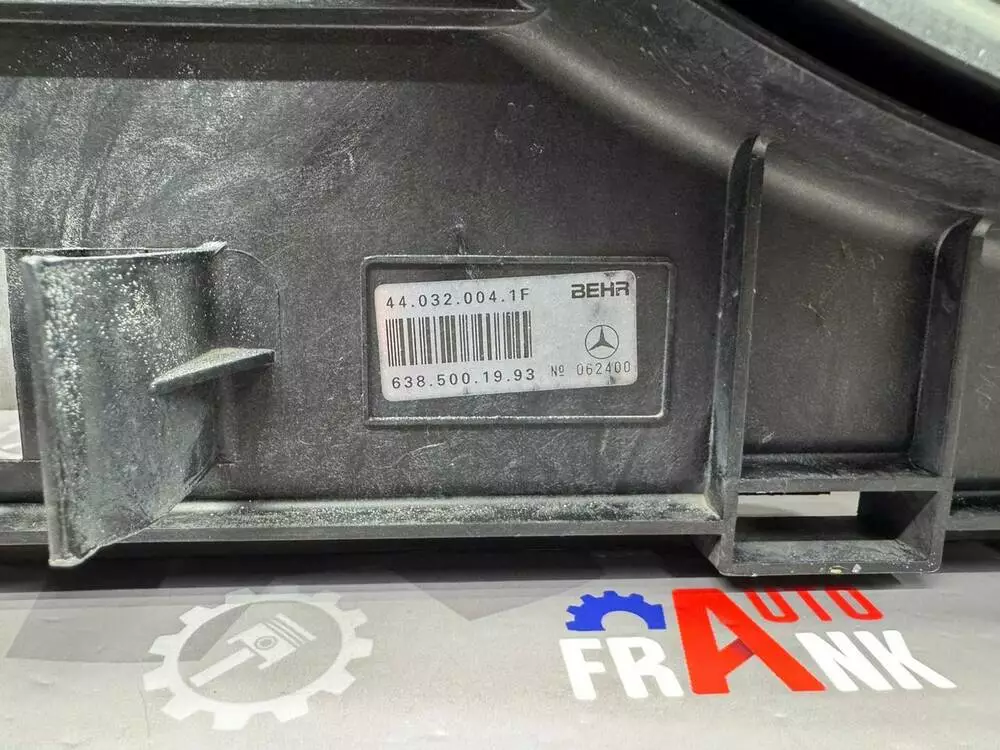 44.032.004.1F BEHR
638.500.19.93 № 062400
AUTO
FRANK